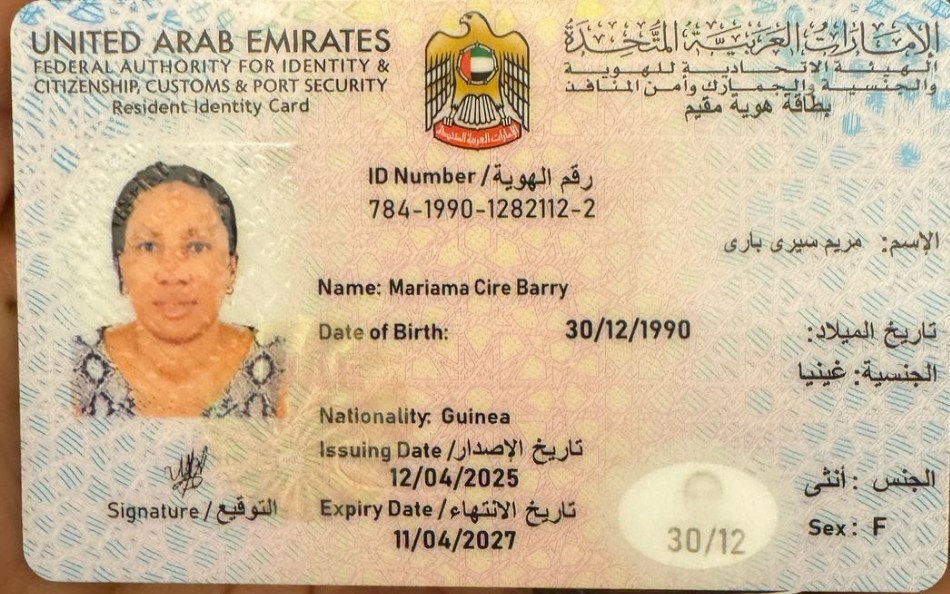 UNITED ARAB EMIRATES
FEDERAL AUTHORITY FOR IDENTITY &
CITIZENSHIP, CUSTOMS & PORT SECURITY
Resident Identity Card
الإمارات العربية المتحدة
الهيئة الاتحادية للهوية
والجنسية والجمارك وأمن المنافذ
بطاقة هوية مقيم
الإمارات العربية المتحدة
ID Number / رقم الهوية
784-1990-1282112-2
الإسم: مريم سيرى بارى
Name: Mariama Cire Barry
Date of Birth: 30/12/1990 تاريخ الميلاد:
الجنسية: غينيا
Nationality: Guinea
Issuing Date / تاريخ الإصدار
12/04/2025
Expiry Date / تاريخ الانتهاء
11/04/2027
الجنس : أنثى
Sex : F
Signature / التوقيع
30/12